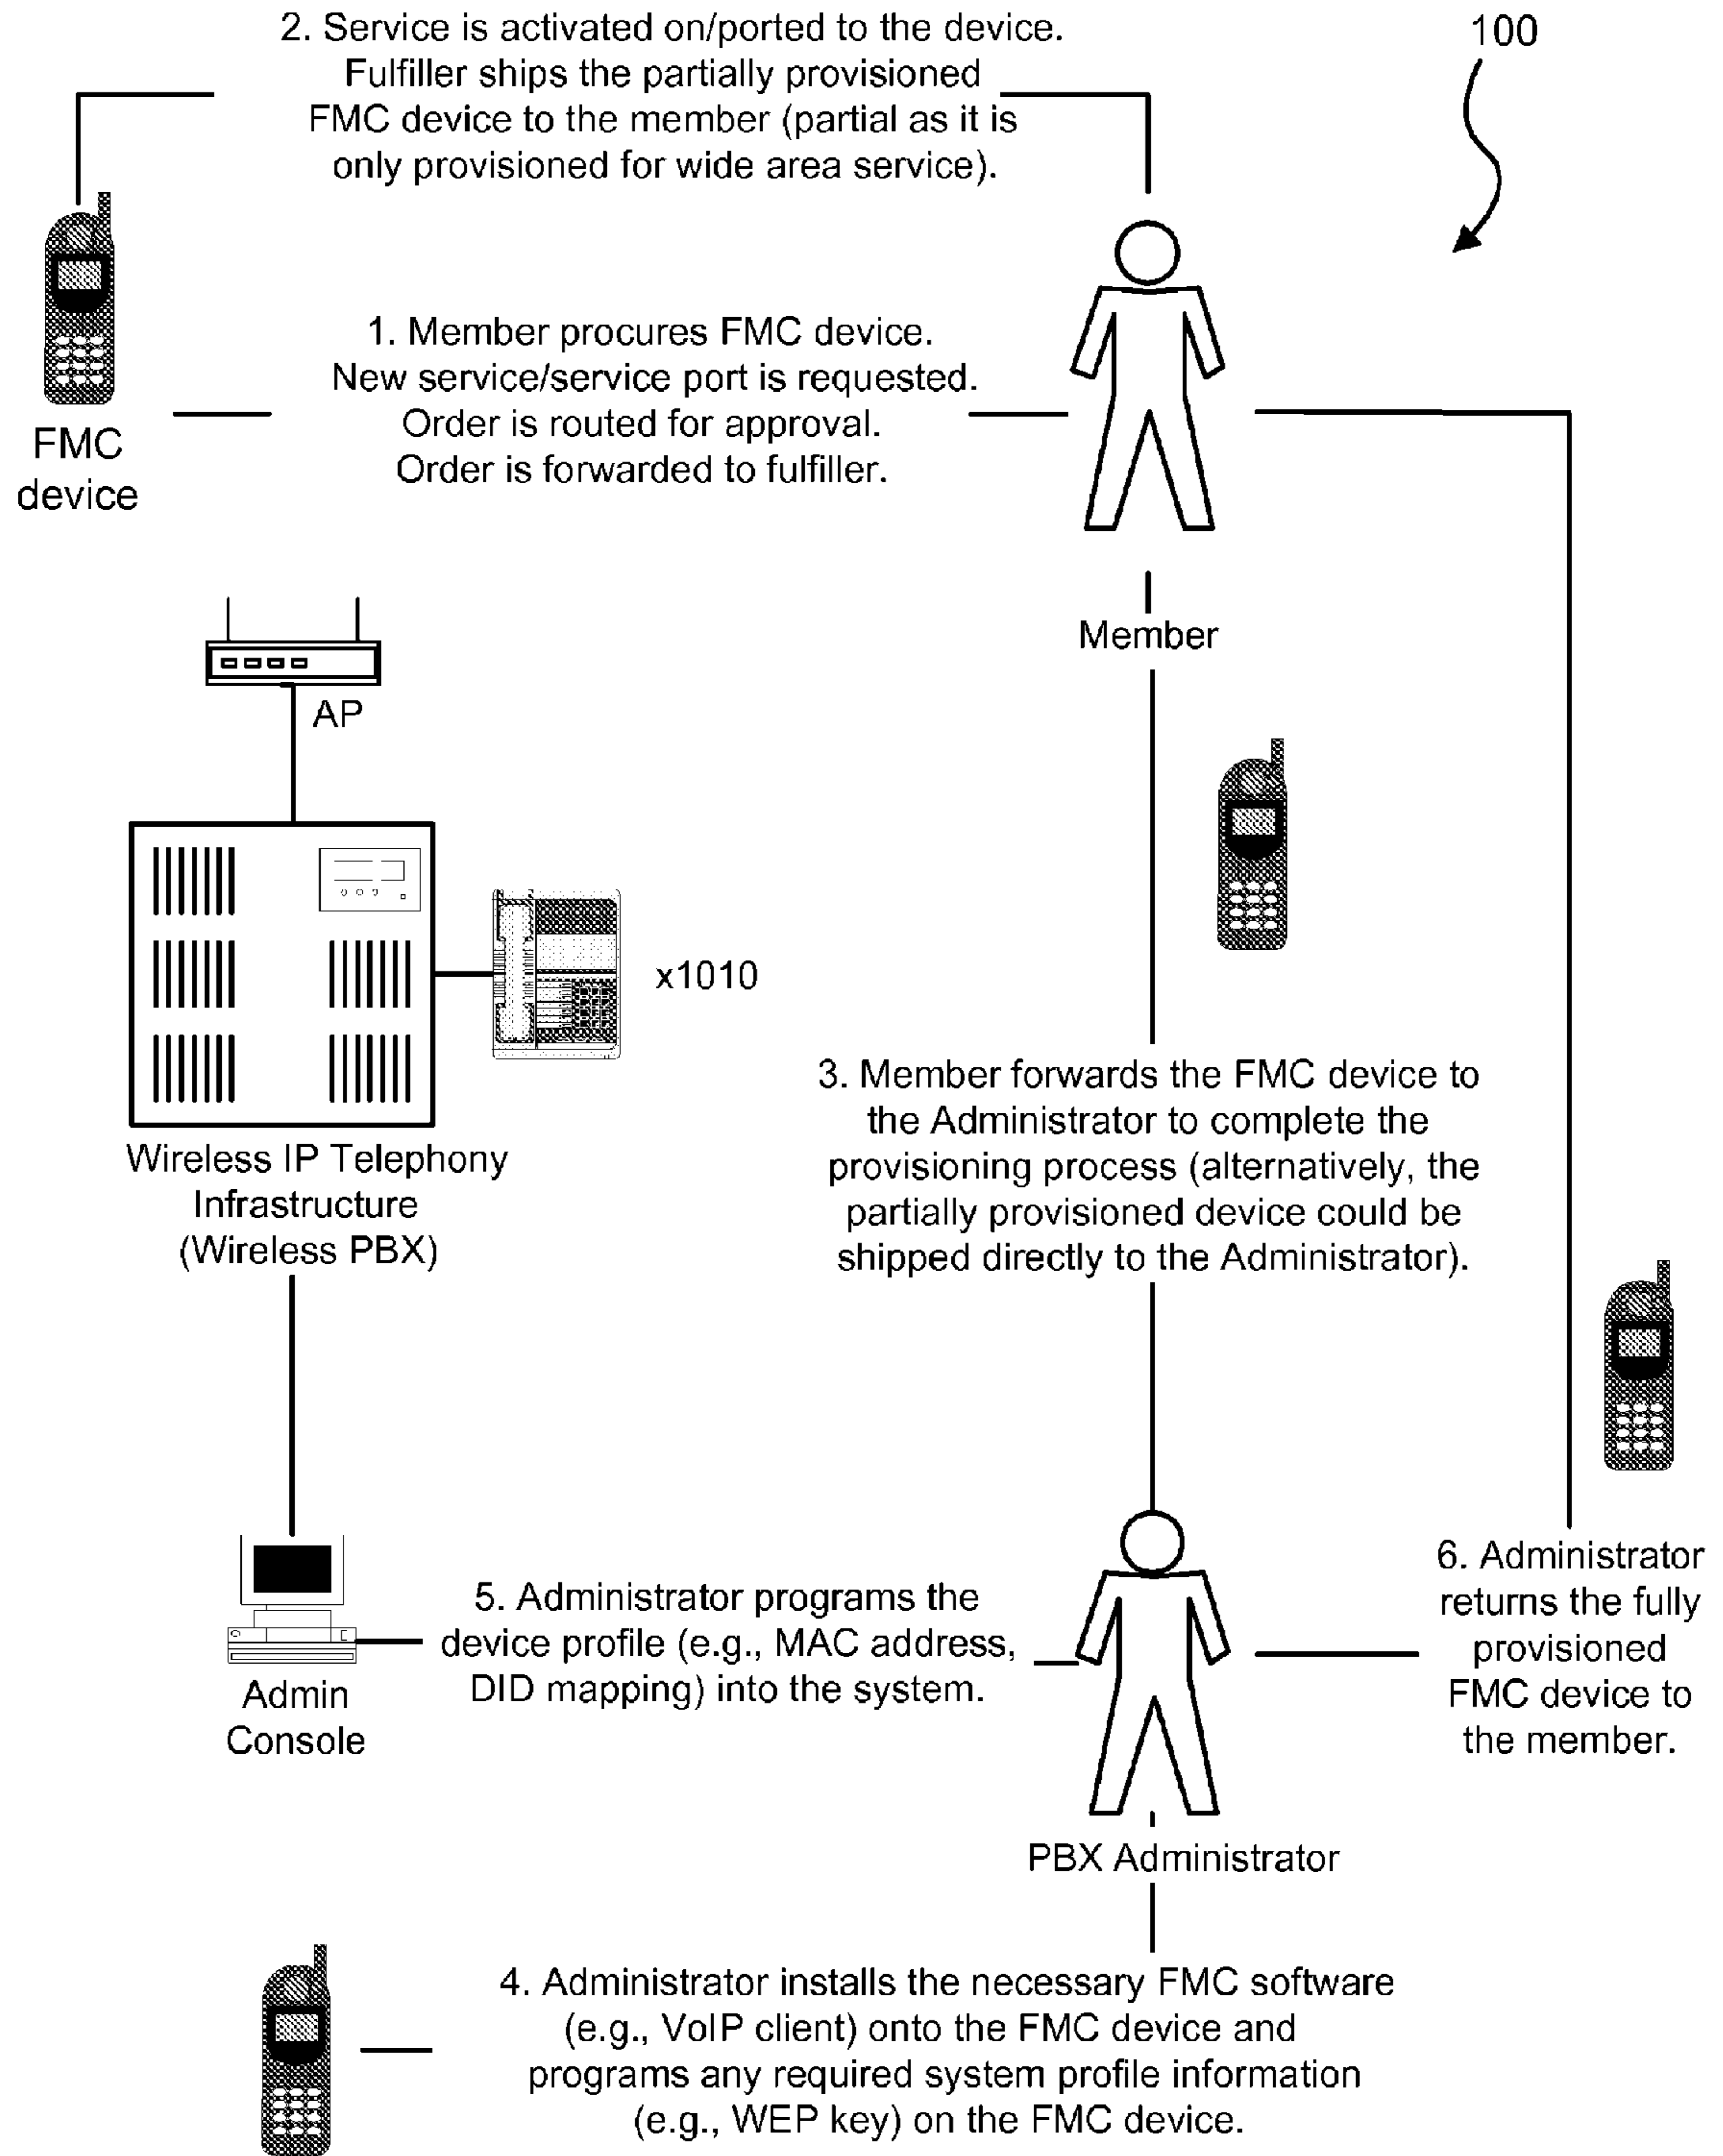 2. Service is activated on/ported to the device.
Fulfiller ships the partially provisioned
FMC device to the member (partial as it is
only provisioned for wide area service).
100
1. Member procures FMC device.
New service/service port is requested.
Order is routed for approval.
Order is forwarded to fulfiller.
FMC
device
Member
AP
x1010
Wireless IP Telephony
Infrastructure
(Wireless PBX)
3. Member forwards the FMC device to
the Administrator to complete the
provisioning process (alternatively, the
partially provisioned device could be
shipped directly to the Administrator).
5. Administrator programs the
device profile (e.g., MAC address,
DID mapping) into the system.
Admin
Console
6. Administrator
returns the fully
provisioned
FMC device to
the member.
PBX Administrator
4. Administrator installs the necessary FMC software
(e.g., VoIP client) onto the FMC device and
programs any required system profile information
(e.g., WEP key) on the FMC device.